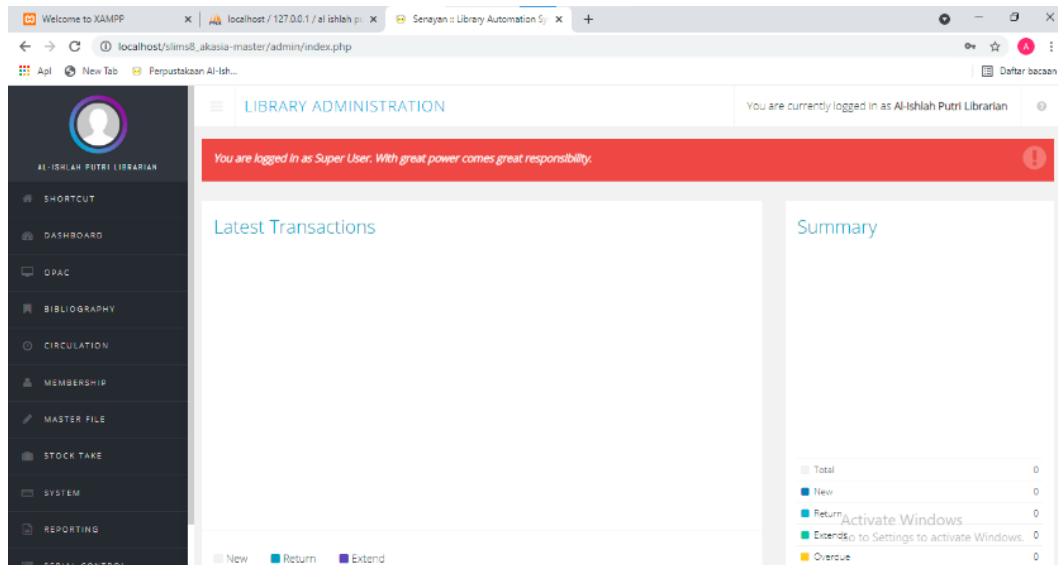 Welcome to XAMPP
localhost / 127.0.0.1 / al ishlah pu
Senayan :: Library Automation Sy
localhost/slims8_akasia-master/admin/index.php
A
Apl
New Tab
Perpustakaan Al-Ish...
Daftar bacaan
LIBRARY ADMINISTRATION
You are currently logged in as Al-Ishlah Putri Librarian
AL-ISHLAH PUTRI LIBRARIAN
You are logged in as Super User. With great power comes great responsibility.
SHORTCUT
DASHBOARD
OPAC
BIBLIOGRAPHY
CIRCULATION
MEMBERSHIP
MASTER FILE
STOCK TAKE
SYSTEM
REPORTING
SERIAL CONTROL
Latest Transactions
New Return Extend
Summary
Total 0
New 0
Return 0
Extends 0
Overdue 0
Activate Windows
Go to Settings to activate Windows.